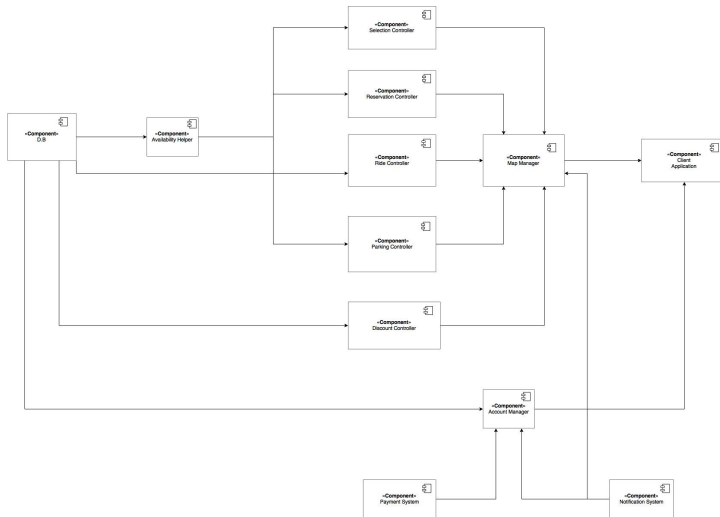 «Component»
Selection Controller
«Component»
Reservation Controller
«Component»
D.B
«Component»
Availability Helper
«Component»
Ride Controller
«Component»
Map Manager
«Component»
Client
Application
«Component»
Parking Controller
«Component»
Discount Controller
«Component»
Account Manager
«Component»
Payment System
«Component»
Notification System